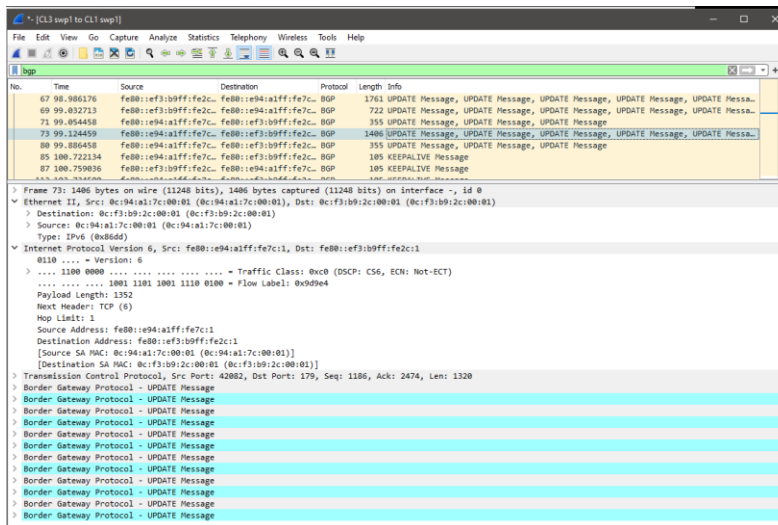 *- [CL3 swp1 to CL1 swp1]
File Edit View Go Capture Analyze Statistics Telephony Wireless Tools Help
bgp
No. Time Source Destination Protocol Length Info
67 98.986176 fe80::ef3:b9ff:fe2c… fe80::e94:a1ff:fe7c… BGP 1761 UPDATE Message, UPDATE Message, UPDATE Message, UPDATE Message, UPDATE Messa…
69 99.032713 fe80::ef3:b9ff:fe2c… fe80::e94:a1ff:fe7c… BGP 722 UPDATE Message, UPDATE Message, UPDATE Message, UPDATE Message, UPDATE Messa…
71 99.054458 fe80::ef3:b9ff:fe2c… fe80::e94:a1ff:fe7c… BGP 355 UPDATE Message, UPDATE Message, UPDATE Message
73 99.124459 fe80::e94:a1ff:fe7c… fe80::ef3:b9ff:fe2c… BGP 1406 UPDATE Message, UPDATE Message, UPDATE Message, UPDATE Message, UPDATE Messa…
80 99.886458 fe80::e94:a1ff:fe7c… fe80::ef3:b9ff:fe2c… BGP 355 UPDATE Message, UPDATE Message, UPDATE Message
85 100.722134 fe80::ef3:b9ff:fe2c… fe80::e94:a1ff:fe7c… BGP 105 KEEPALIVE Message
87 100.759036 fe80::e94:a1ff:fe7c… fe80::ef3:b9ff:fe2c… BGP 105 KEEPALIVE Message
Frame 73: 1406 bytes on wire (11248 bits), 1406 bytes captured (11248 bits) on interface -, id 0
Ethernet II, Src: 0c:94:a1:7c:00:01 (0c:94:a1:7c:00:01), Dst: 0c:f3:b9:2c:00:01 (0c:f3:b9:2c:00:01)
Destination: 0c:f3:b9:2c:00:01 (0c:f3:b9:2c:00:01)
Source: 0c:94:a1:7c:00:01 (0c:94:a1:7c:00:01)
Type: IPv6 (0x86dd)
Internet Protocol Version 6, Src: fe80::e94:a1ff:fe7c:1, Dst: fe80::ef3:b9ff:fe2c:1
0110 .... = Version: 6
.... 1100 0000 .... .... .... .... .... = Traffic Class: 0xc0 (DSCP: CS6, ECN: Not-ECT)
.... .... .... 1001 1101 1001 1110 0100 = Flow Label: 0x9d9e4
Payload Length: 1352
Next Header: TCP (6)
Hop Limit: 1
Source Address: fe80::e94:a1ff:fe7c:1
Destination Address: fe80::ef3:b9ff:fe2c:1
[Source SA MAC: 0c:94:a1:7c:00:01 (0c:94:a1:7c:00:01)]
[Destination SA MAC: 0c:f3:b9:2c:00:01 (0c:f3:b9:2c:00:01)]
Transmission Control Protocol, Src Port: 42082, Dst Port: 179, Seq: 1186, Ack: 2474, Len: 1320
Border Gateway Protocol - UPDATE Message
Border Gateway Protocol - UPDATE Message
Border Gateway Protocol - UPDATE Message
Border Gateway Protocol - UPDATE Message
Border Gateway Protocol - UPDATE Message
Border Gateway Protocol - UPDATE Message
Border Gateway Protocol - UPDATE Message
Border Gateway Protocol - UPDATE Message
Border Gateway Protocol - UPDATE Message
Border Gateway Protocol - UPDATE Message
Border Gateway Protocol - UPDATE Message
Border Gateway Protocol - UPDATE Message